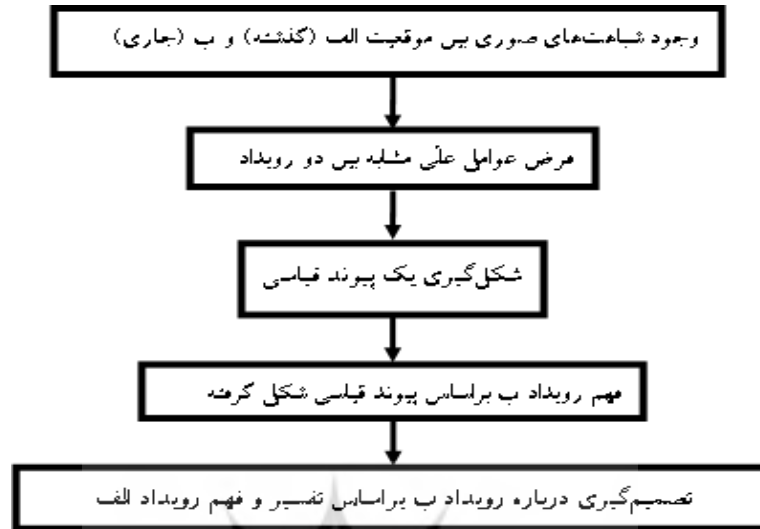 وجود شباهت‌های صوری بین موقعیت الف (گذشته) و ب (جاری)
فرض عوامل علّی مشابه بین دو رویداد
شکل‌گیری یک پیوند قیاسی
فهم رویداد ب براساس پیوند قیاسی شکل گرفته
تصمیم‌گیری درباره رویداد ب براساس تفسیر و فهم رویداد الف